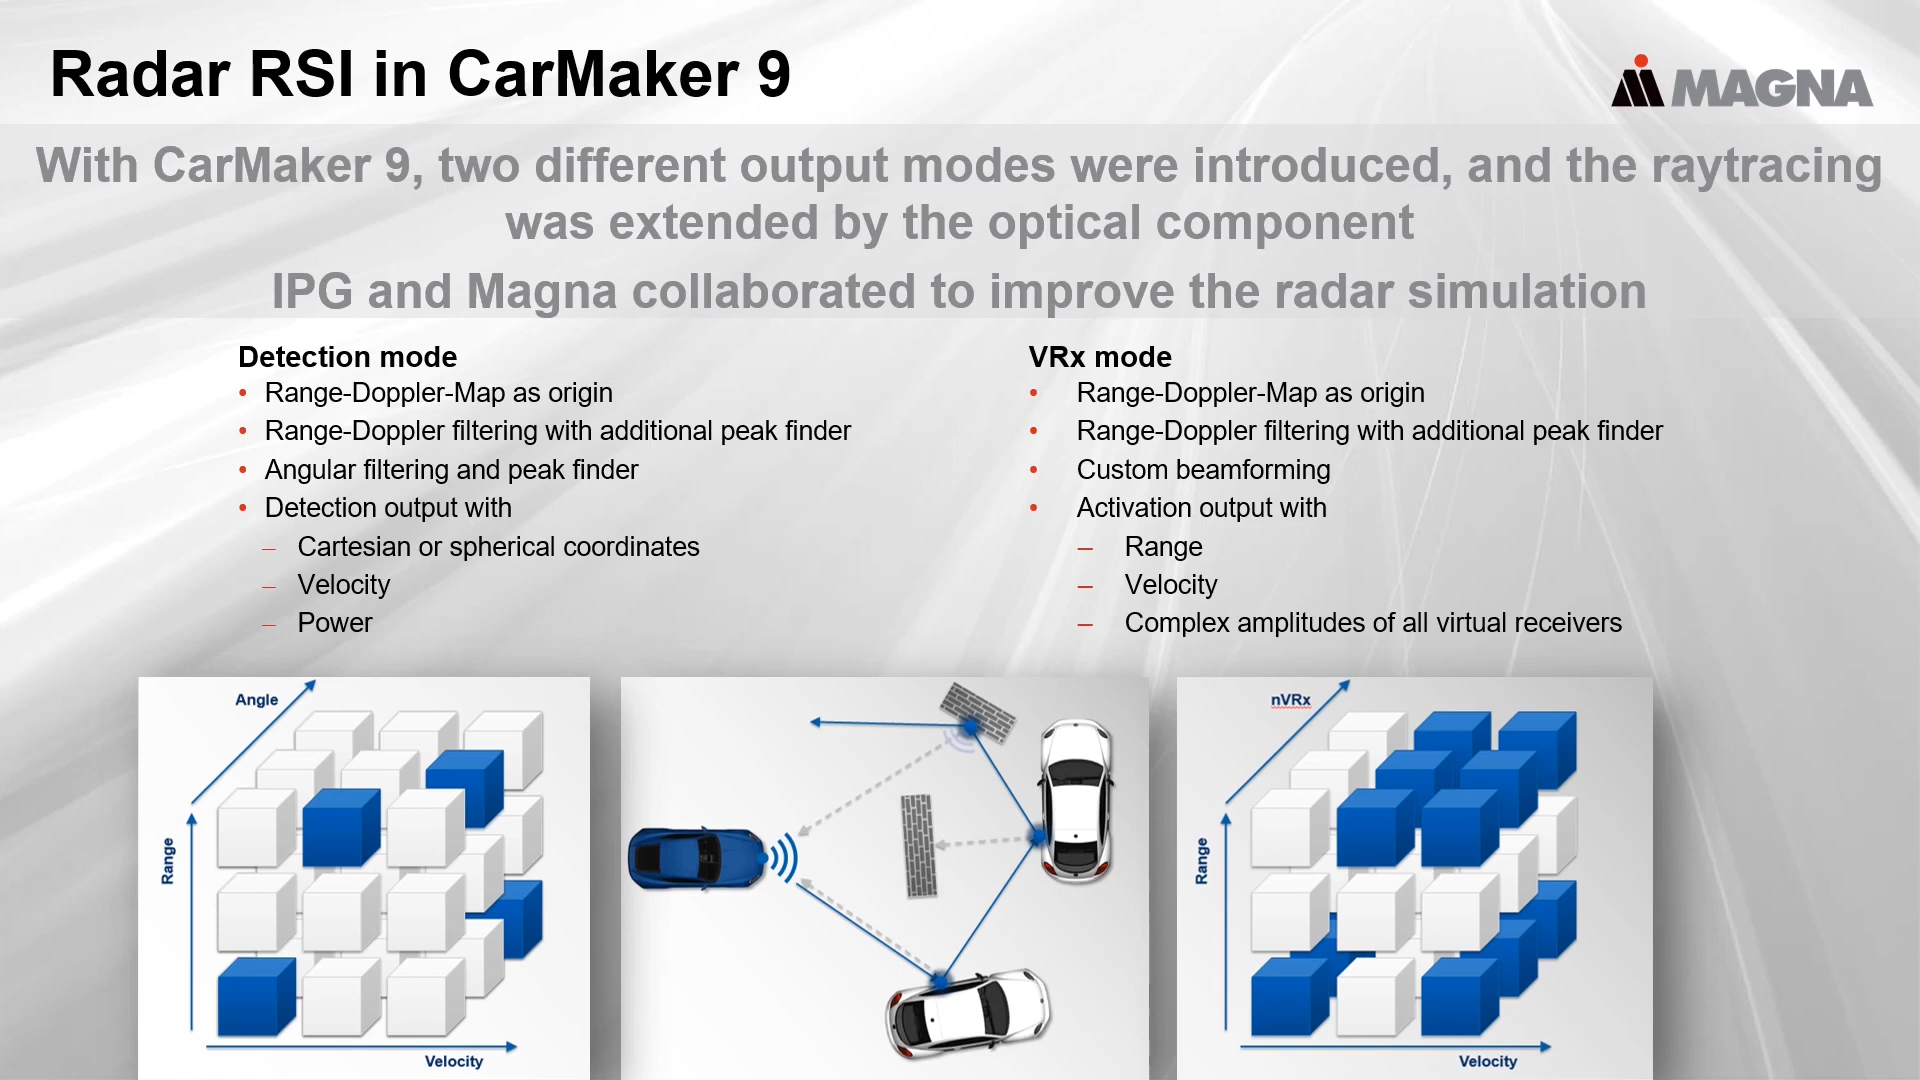 Radar RSI in CarMaker 9
MAGNA
With CarMaker 9, two different output modes were introduced, and the raytracing
was extended by the optical component
IPG and Magna collaborated to improve the radar simulation
Detection mode
• Range-Doppler-Map as origin
• Range-Doppler filtering with additional peak finder
• Angular filtering and peak finder
• Detection output with
– Cartesian or spherical coordinates
– Velocity
– Power
VRx mode
• Range-Doppler-Map as origin
• Range-Doppler filtering with additional peak finder
• Custom beamforming
• Activation output with
– Range
– Velocity
– Complex amplitudes of all virtual receivers
Angle
Range
Velocity
nVRx
Range
Velocity